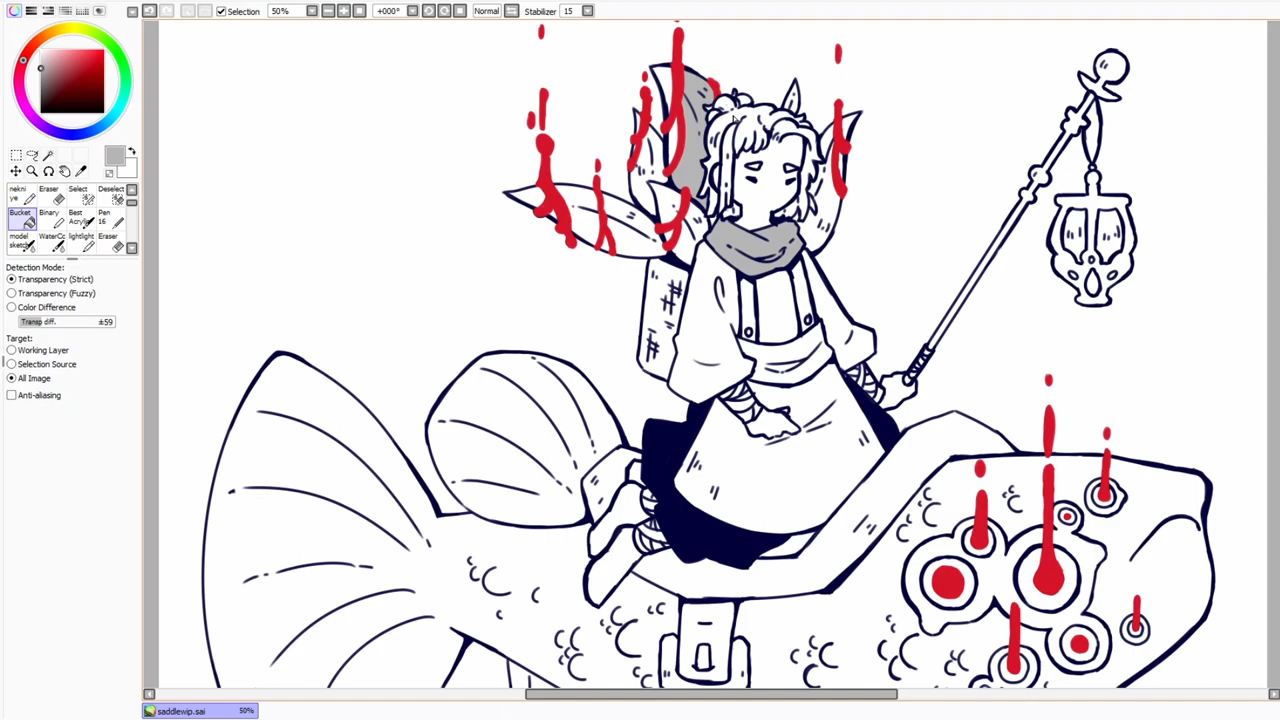 Selection 50% +000° Normal Stabilizer 15
nekni Eraser Select Deselect
ye
Bucket Binary Best Pen
Acrylic 16
model WaterCo lightlight Eraser
sketch
Detection Mode:
Transparency (Strict)
Transparency (Fuzzy)
Color Difference
Transp diff. ±59
Target:
Working Layer
Selection Source
All Image
Anti-aliasing
saddlewip.sai 50%